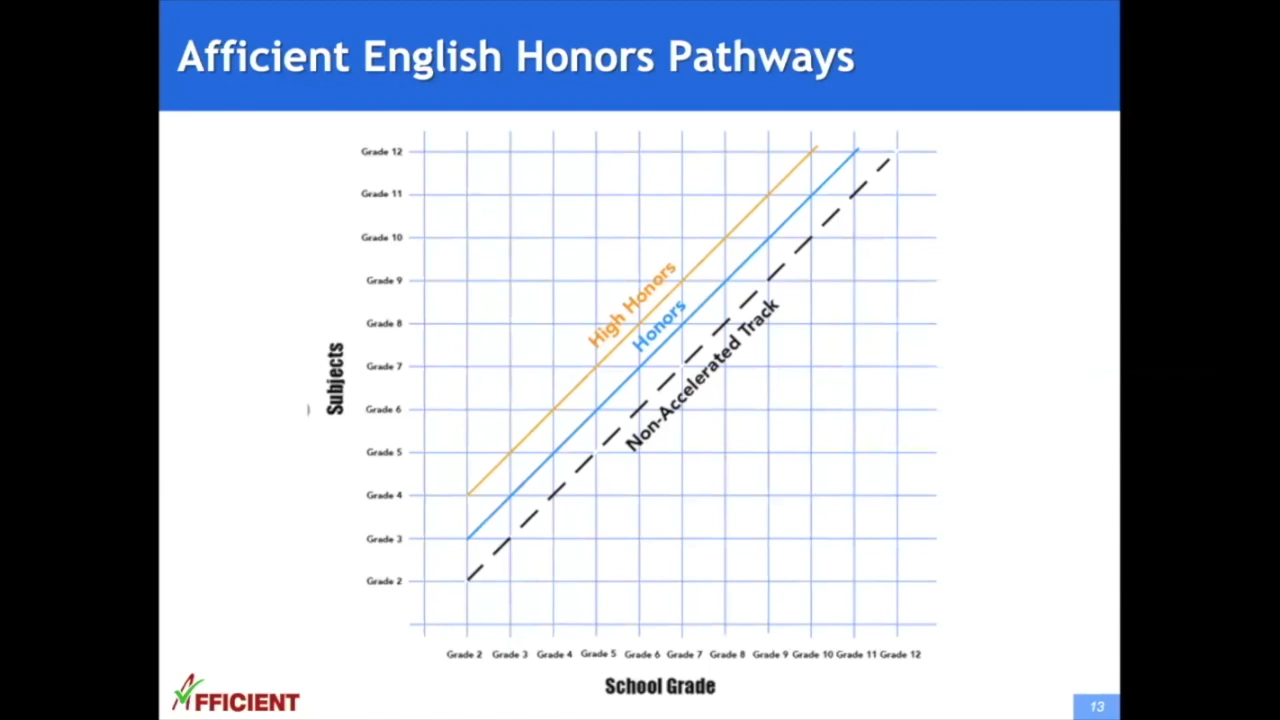 Afficient English Honors Pathways
Grade 12
Grade 11
Grade 10
Grade 9
Grade 8
Grade 7
Grade 6
Grade 5
Grade 4
Grade 3
Grade 2
Subjects
High Honors
Honors
Non-Accelerated Track
Grade 2 Grade 3 Grade 4 Grade 5 Grade 6 Grade 7 Grade 8 Grade 9 Grade 10 Grade 11 Grade 12
School Grade
AFFICIENT
13